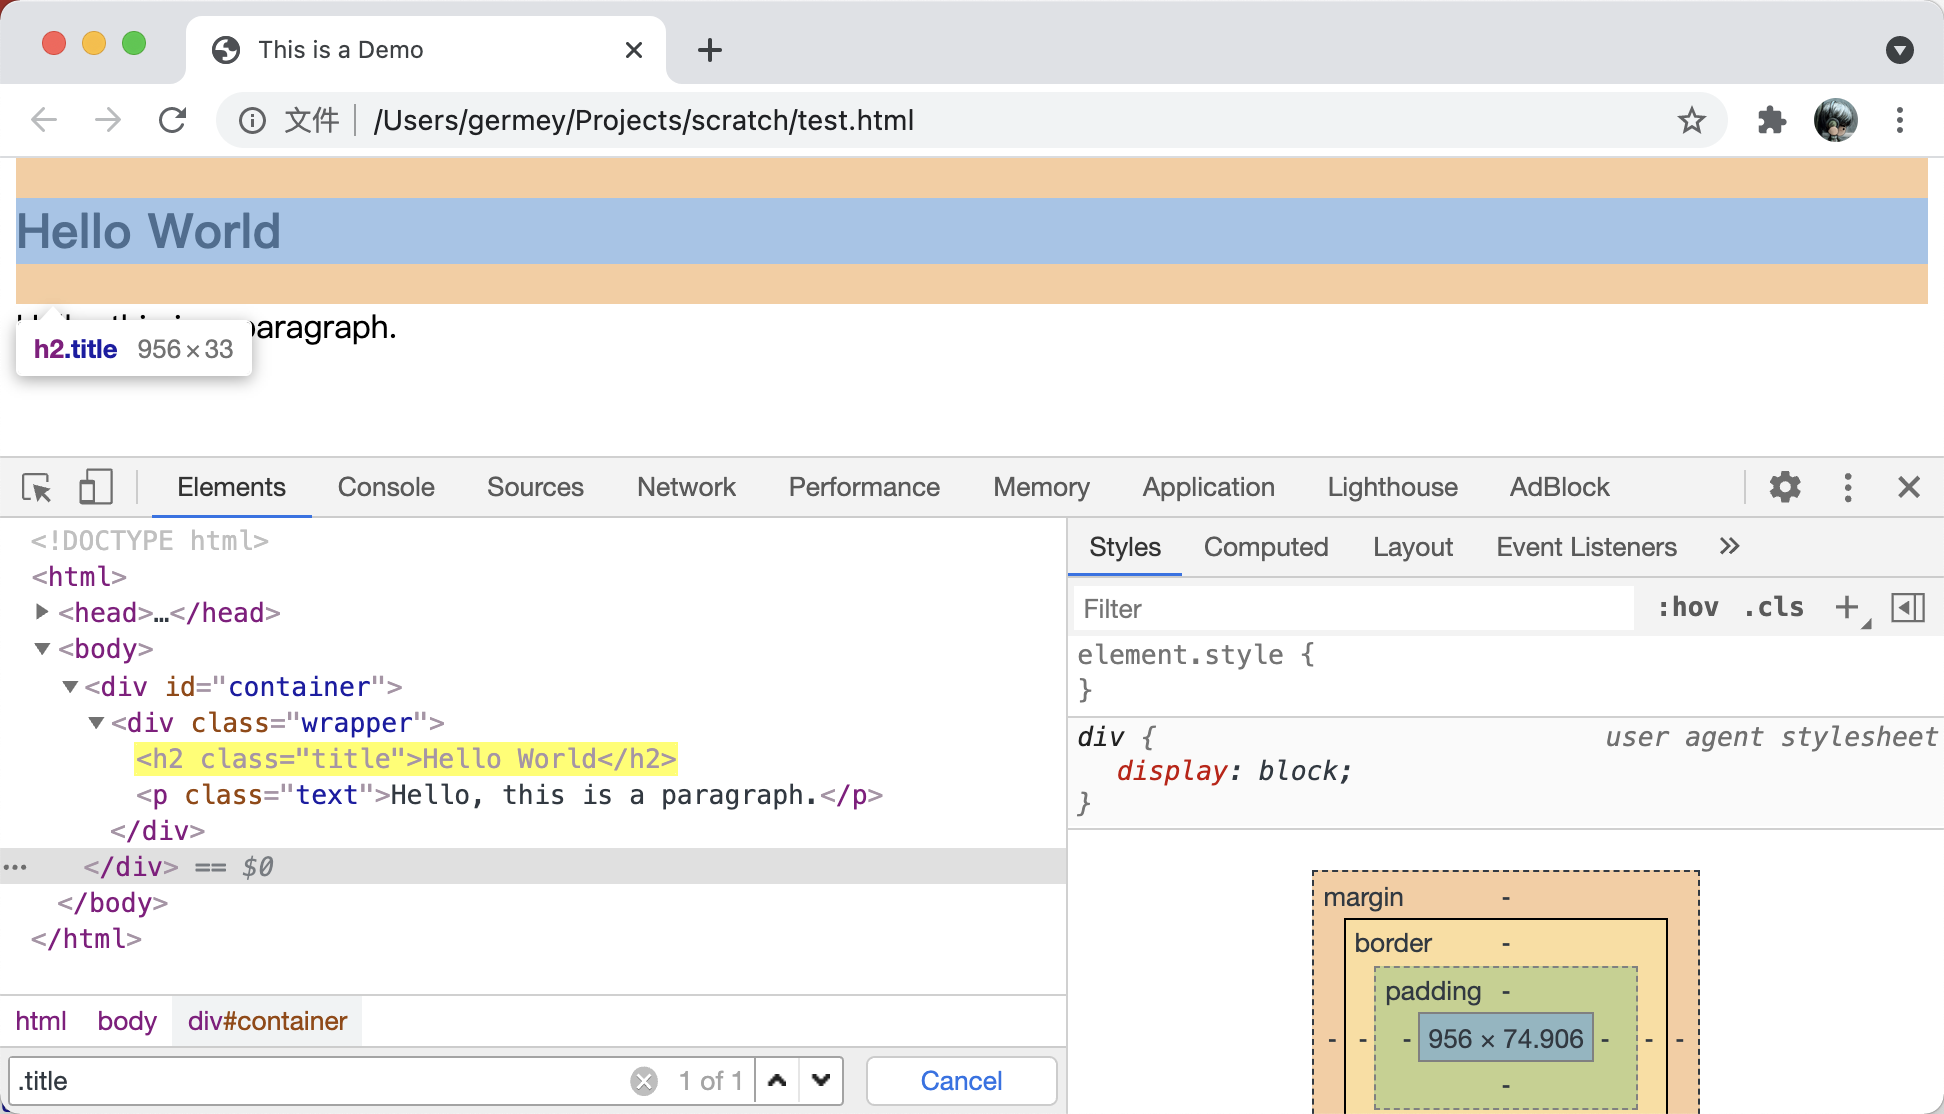 This is a Demo
文件 /Users/germey/Projects/scratch/test.html
Hello World
paragraph.
h2.title 956 × 33
Elements Console Sources Network Performance Memory Application Lighthouse AdBlock
<!DOCTYPE html>
<html>
<head>…</head>
<body>
<div id="container">
<div class="wrapper">
<h2 class="title">Hello World</h2>
<p class="text">Hello, this is a paragraph.</p>
</div>
</div> == $0
</body>
</html>
html body div#container
.title 1 of 1 Cancel
Styles Computed Layout Event Listeners »
Filter :hov .cls +
element.style {
}
div { user agent stylesheet
display: block;
}
margin -
border -
padding -
- - - 956 × 74.906 - - -
-